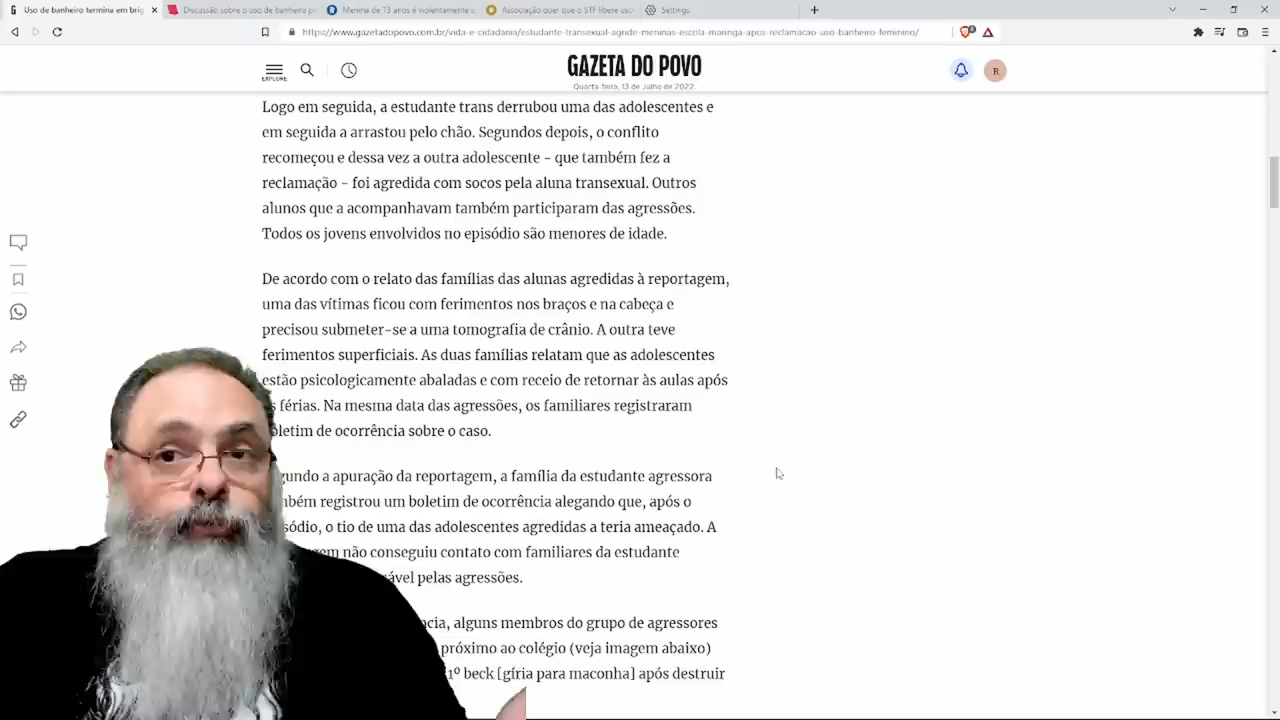 Uso de banheiro termina em brig
Discussão sobre o uso de banheiro p
Menina de 13 anos é violentamente
Associação quer que o STF libere uso
Settings
https://www.gazetadopovo.com.br/vida-e-cidadania/estudante-transexual-agride-meninas-escola-maringa-apos-reclamacao-uso-banheiro-feminino/
EXPLORE
GAZETA DO POVO
Quarta-feira, 13 de Julho de 2022.
R
Logo em seguida, a estudante trans derrubou uma das adolescentes e
em seguida a arrastou pelo chão. Segundos depois, o conflito
recomeçou e dessa vez a outra adolescente - que também fez a
reclamação - foi agredida com socos pela aluna transexual. Outros
alunos que a acompanhavam também participaram das agressões.
Todos os jovens envolvidos no episódio são menores de idade.
De acordo com o relato das famílias das alunas agredidas à reportagem,
uma das vítimas ficou com ferimentos nos braços e na cabeça e
precisou submeter-se a uma tomografia de crânio. A outra teve
ferimentos superficiais. As duas famílias relatam que as adolescentes
estão psicologicamente abaladas e com receio de retornar às aulas após
s férias. Na mesma data das agressões, os familiares registraram
oletim de ocorrência sobre o caso.
gundo a apuração da reportagem, a família da estudante agressora
mbém registrou um boletim de ocorrência alegando que, após o
sódio, o tio de uma das adolescentes agredidas a teria ameaçado. A
gem não conseguiu contato com familiares da estudante
ável pelas agressões.
cia, alguns membros do grupo de agressores
próximo ao colégio (veja imagem abaixo)
1º beck [gíria para maconha] após destruir